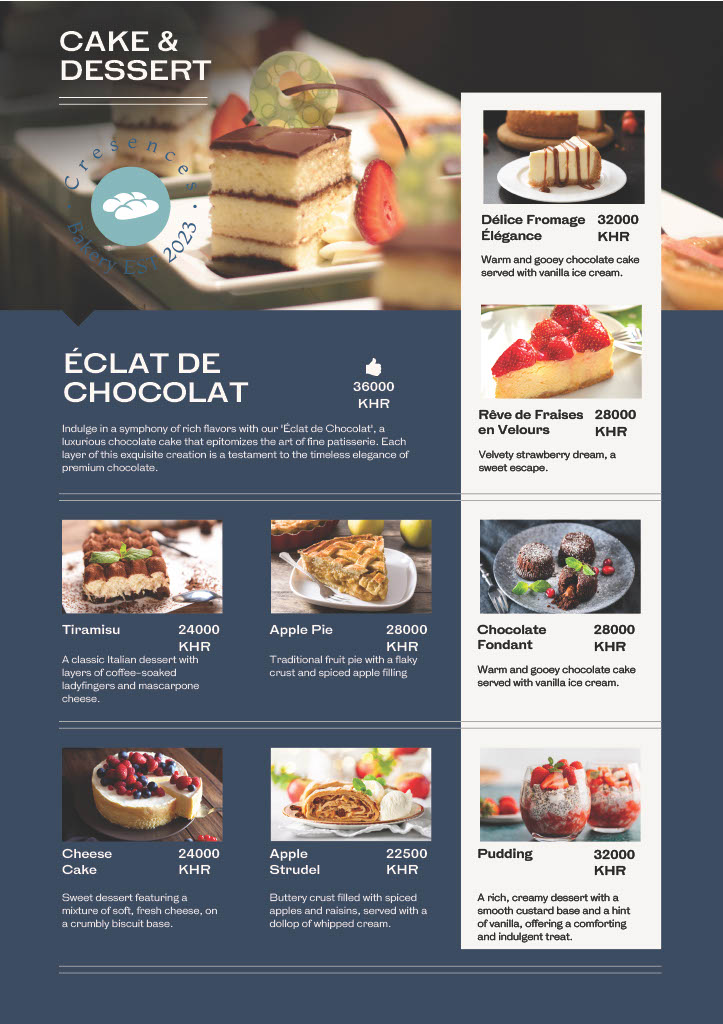 CAKE &
DESSERT
Cresences
Bakery EST 2023
Délice Fromage
Élégance
32000
KHR
Warm and gooey chocolate cake
served with vanilla ice cream.
Rêve de Fraises
en Velours
28000
KHR
Velvety strawberry dream, a
sweet escape.
ÉCLAT DE
CHOCOLAT
36000
KHR
Indulge in a symphony of rich flavors with our 'Éclat de Chocolat', a
luxurious chocolate cake that epitomizes the art of fine patisserie. Each
layer of this exquisite creation is a testament to the timeless elegance of
premium chocolate.
Tiramisu
24000
KHR
A classic Italian dessert with
layers of coffee-soaked
ladyfingers and mascarpone
cheese.
Apple Pie
28000
KHR
Traditional fruit pie with a flaky
crust and spiced apple filling
Chocolate
Fondant
28000
KHR
Warm and gooey chocolate cake
served with vanilla ice cream.
Cheese
Cake
24000
KHR
Sweet dessert featuring a
mixture of soft, fresh cheese, on
a crumbly biscuit base.
Apple
Strudel
22500
KHR
Buttery crust filled with spiced
apples and raisins, served with a
dollop of whipped cream.
Pudding
32000
KHR
A rich, creamy dessert with a
smooth custard base and a hint
of vanilla, offering a comforting
and indulgent treat.